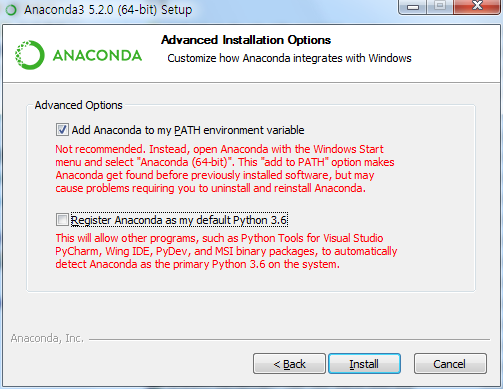 Anaconda3 5.2.0 (64-bit) Setup
ANACONDA
Advanced Installation Options
Customize how Anaconda integrates with Windows
Advanced Options
Add Anaconda to my PATH environment variable
Not recommended. Instead, open Anaconda with the Windows Start
menu and select "Anaconda (64-bit)". This "add to PATH" option makes
Anaconda get found before previously installed software, but may
cause problems requiring you to uninstall and reinstall Anaconda.
Register Anaconda as my default Python 3.6
This will allow other programs, such as Python Tools for Visual Studio
PyCharm, Wing IDE, PyDev, and MSI binary packages, to automatically
detect Anaconda as the primary Python 3.6 on the system.
Anaconda, Inc.
< Back
Install
Cancel